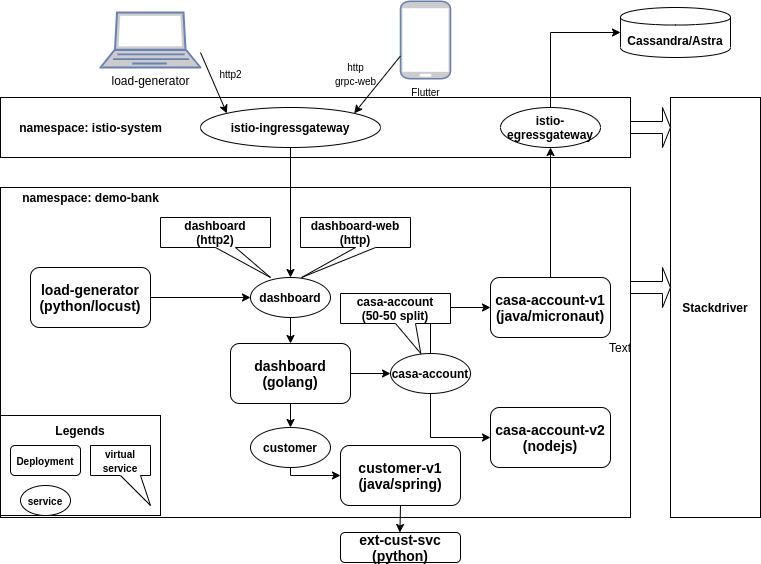 Cassandra/Astra
load-generator
http2
http
grpc-web
Flutter
namespace: istio-system
istio-ingressgateway
istio-
egressgateway
namespace: demo-bank
dashboard
(http2)
dashboard-web
(http)
load-generator
(python/locust)
dashboard
casa-account
(50-50 split)
casa-account-v1
(java/micronaut)
Stackdriver
Text
dashboard
(golang)
casa-account
casa-account-v2
(nodejs)
customer
customer-v1
(java/spring)
Legends
Deployment
virtual
service
service
ext-cust-svc
(python)